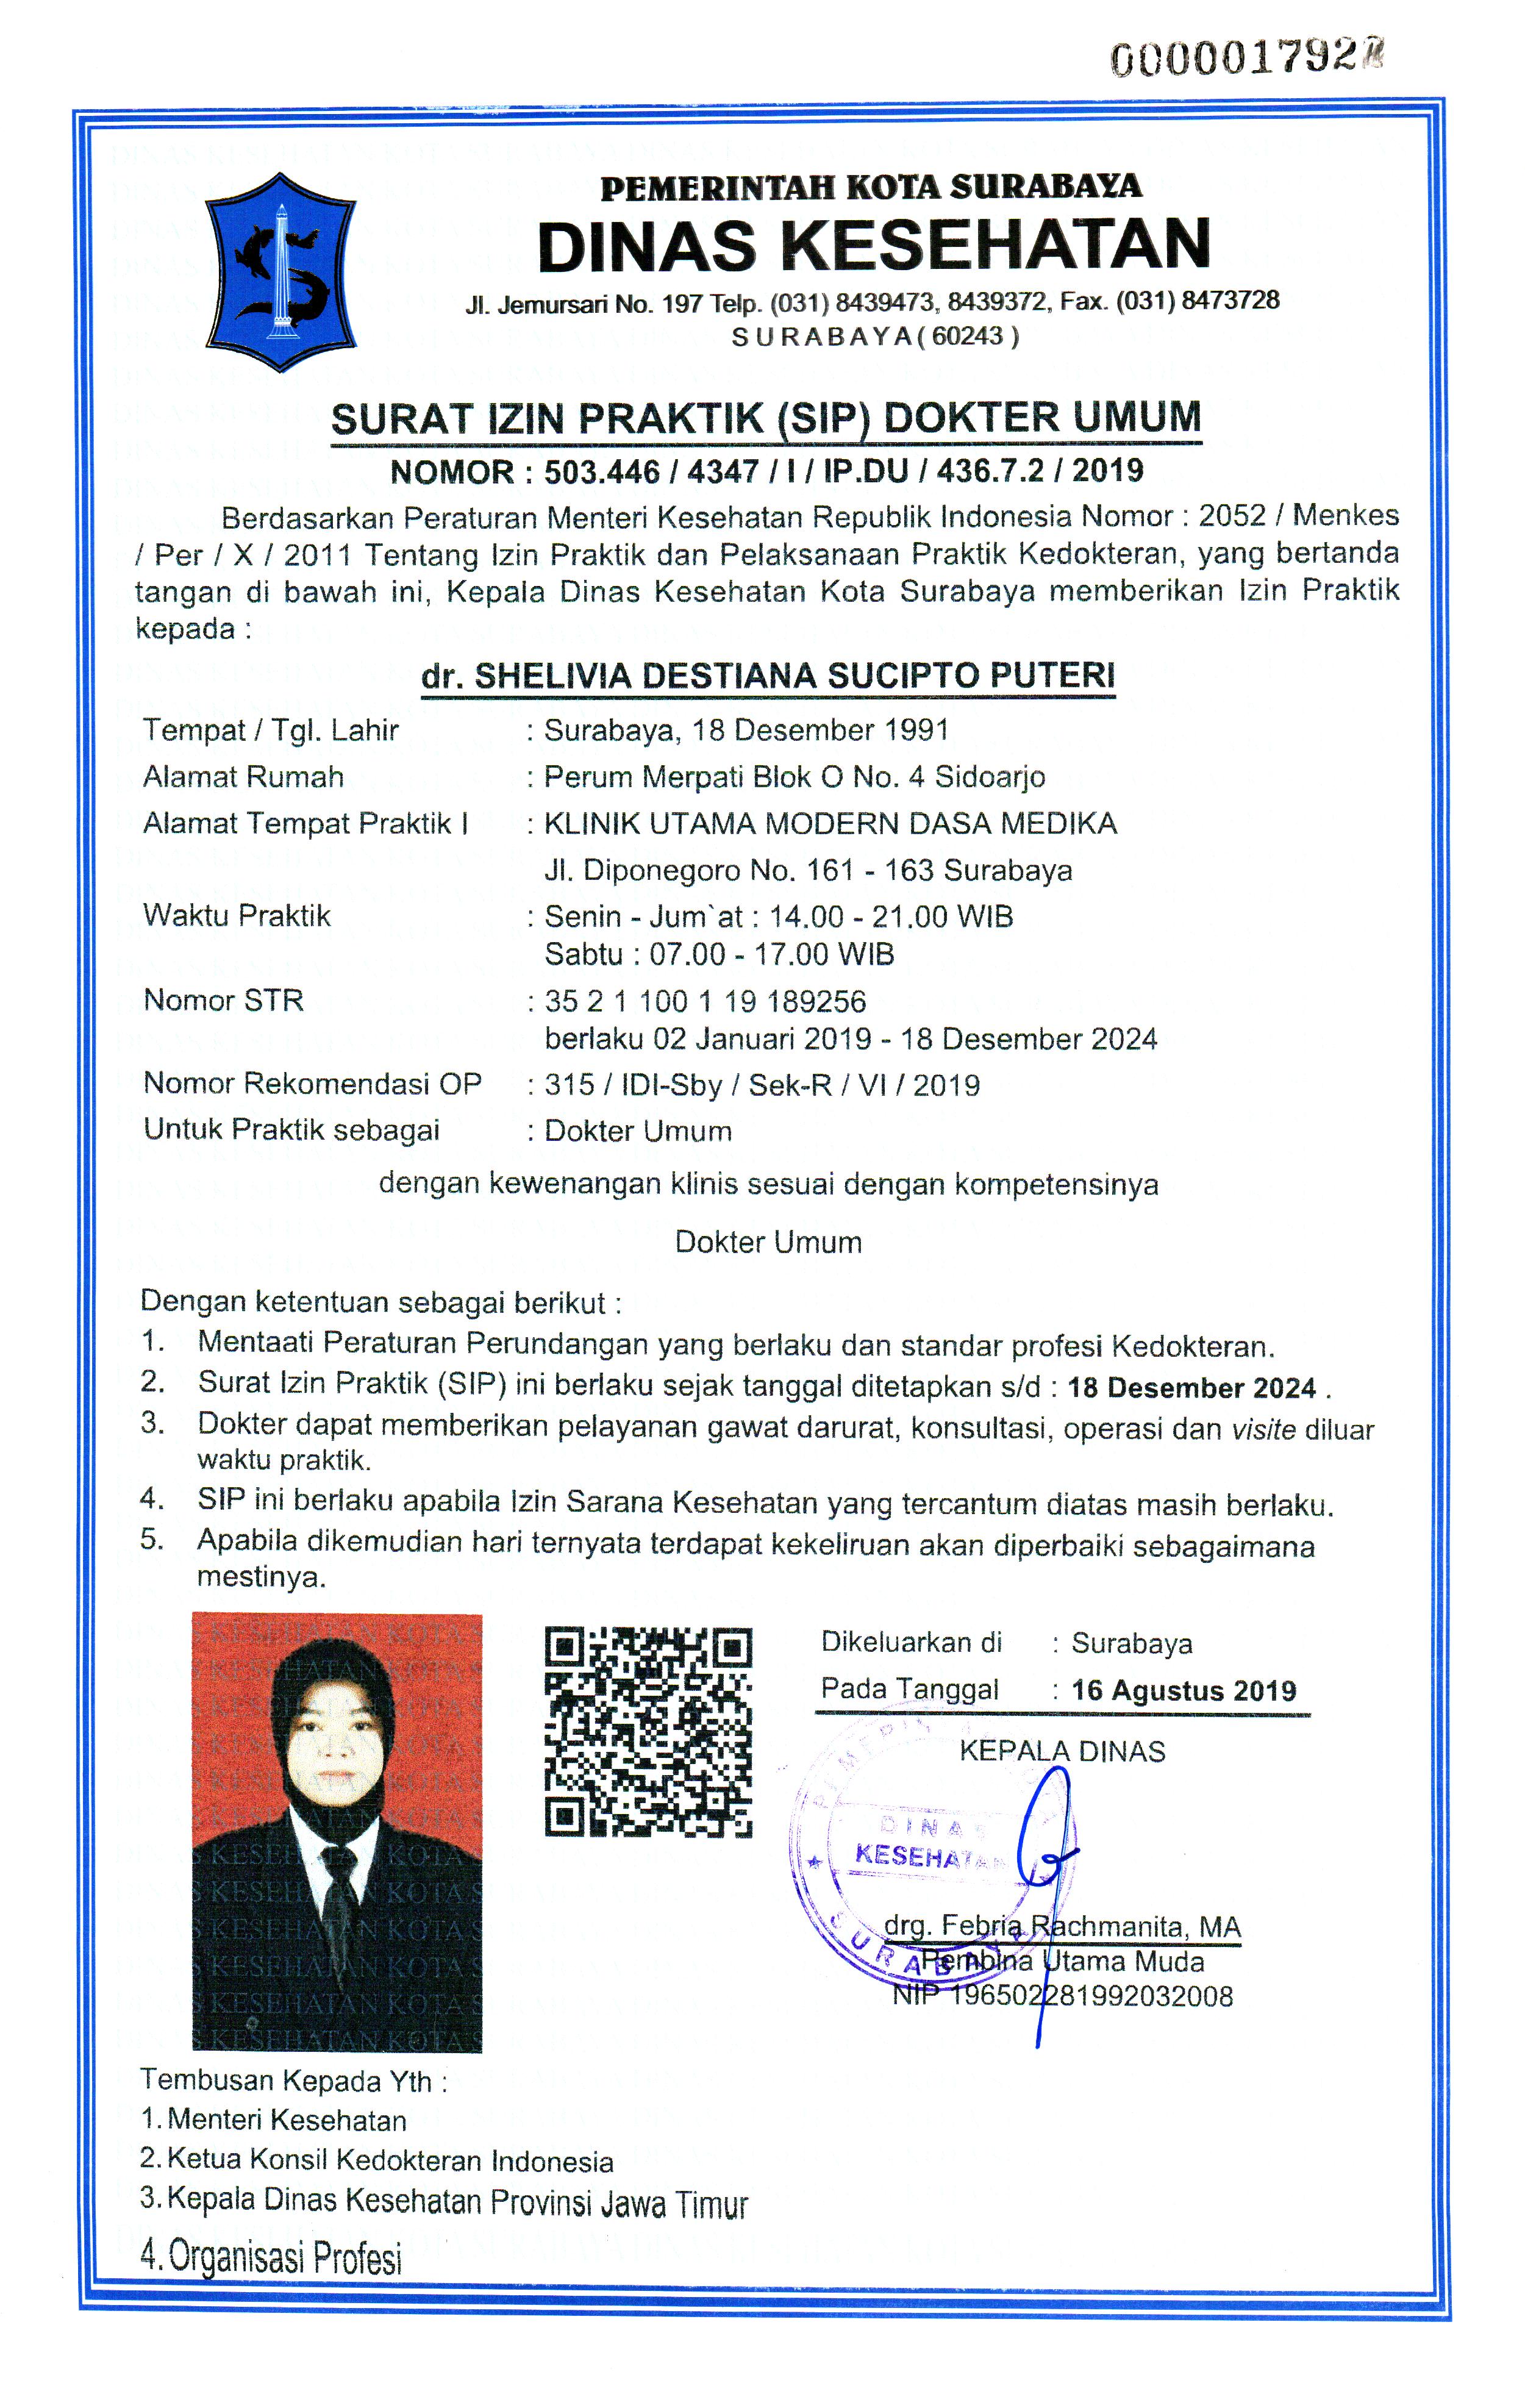 PEMERINTAH KOTA SURABAYA
DINAS KESEHATAN
Jl. Jemursari No. 197 Telp. (031) 8439473, 8439372, Fax. (031) 8473728
SURABAYA ( 60243 )
SURAT IZIN PRAKTIK (SIP) DOKTER UMUM
NOMOR : 503.446 / 4347 / I / IP.DU / 436.7.2 / 2019
Berdasarkan Peraturan Menteri Kesehatan Republik Indonesia Nomor : 2052 / Menkes
/ Per / X / 2011 Tentang Izin Praktik dan Pelaksanaan Praktik Kedokteran, yang bertanda
tangan di bawah ini, Kepala Dinas Kesehatan Kota Surabaya memberikan Izin Praktik
kepada :
dr. SHELIVIA DESTIANA SUCIPTO PUTERI
Tempat / Tgl. Lahir : Surabaya, 18 Desember 1991
Alamat Rumah : Perum Merpati Blok O No. 4 Sidoarjo
Alamat Tempat Praktik I : KLINIK UTAMA MODERN DASA MEDIKA
Jl. Diponegoro No. 161 - 163 Surabaya
Waktu Praktik : Senin - Jum`at : 14.00 - 21.00 WIB
Sabtu : 07.00 - 17.00 WIB
Nomor STR : 35 2 1 100 1 19 189256
berlaku 02 Januari 2019 - 18 Desember 2024
Nomor Rekomendasi OP : 315 / IDI-Sby / Sek-R / VI / 2019
Untuk Praktik sebagai : Dokter Umum
dengan kewenangan klinis sesuai dengan kompetensinya
Dokter Umum
Dengan ketentuan sebagai berikut :
1. Mentaati Peraturan Perundangan yang berlaku dan standar profesi Kedokteran.
2. Surat Izin Praktik (SIP) ini berlaku sejak tanggal ditetapkan s/d : 18 Desember 2024 .
3. Dokter dapat memberikan pelayanan gawat darurat, konsultasi, operasi dan visite diluar
waktu praktik.
4. SIP ini berlaku apabila Izin Sarana Kesehatan yang tercantum diatas masih berlaku.
5. Apabila dikemudian hari ternyata terdapat kekeliruan akan diperbaiki sebagaimana
mestinya.
Dikeluarkan di : Surabaya
Pada Tanggal : 16 Agustus 2019
KEPALA DINAS
DINAS
KESEHATAN
SURABAYA
drg. Febria Rachmanita, MA
Pembina Utama Muda
NIP 196502281992032008
Tembusan Kepada Yth :
1. Menteri Kesehatan
2. Ketua Konsil Kedokteran Indonesia
3. Kepala Dinas Kesehatan Provinsi Jawa Timur
4. Organisasi Profesi